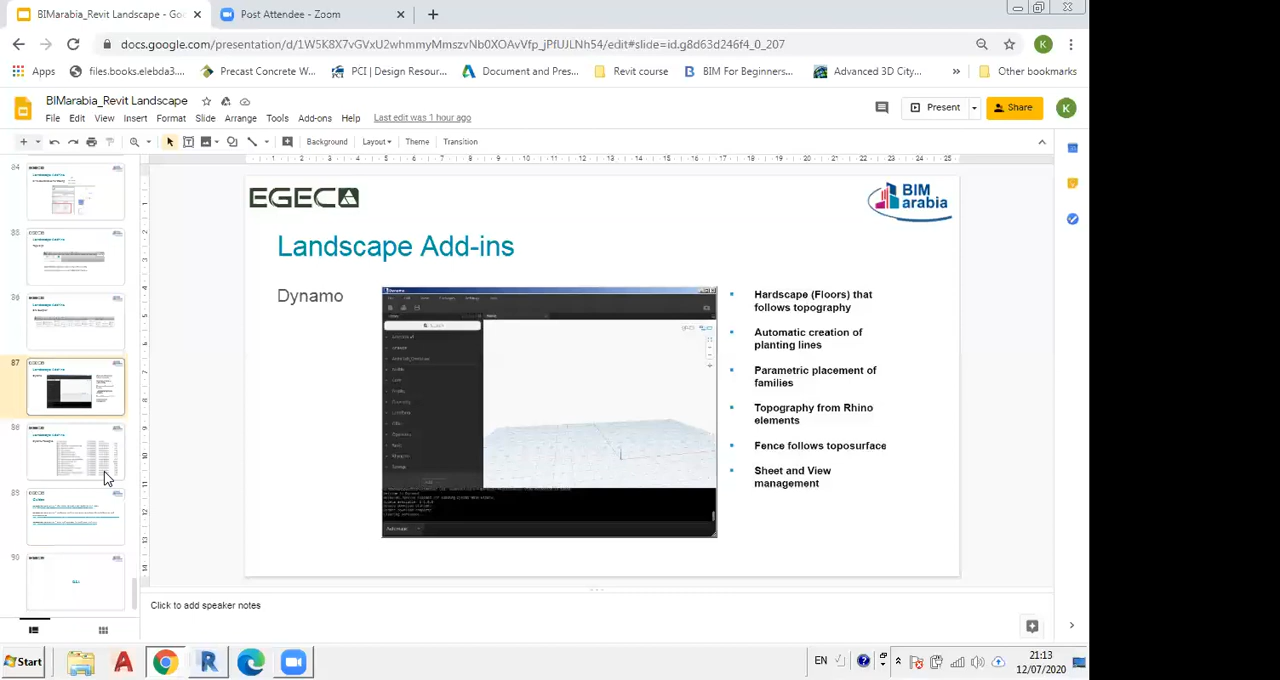 BIMarabia_Revit Landscape - Goo
Post Attendee - Zoom
docs.google.com/presentation/d/1W5K8X7vGVxU2whmmyMmszvNb0XOAvVfp_jPfUJLNh54/edit#slide=id.g8d63d246f4_0_207
K
Apps
files.books.elebda3....
Precast Concrete W...
PCI | Design Resour...
Document and Pres...
Revit course
BIM For Beginners...
Advanced 3D City...
Other bookmarks
BIMarabia_Revit Landscape
Present
Share
K
File Edit View Insert Format Slide Arrange Tools Add-ons Help
Last edit was 1 hour ago
Background Layout Theme Transition
EGECA
BIM
arabia
Landscape Add-ins
Dynamo
Hardscape (Floors) that
follows topography
Automatic creation of
planting lines
Parametric placement of
families
Topography from Rhino
elements
Fence follows toposurface
Sheet and View
management
87
89
90
Click to add speaker notes
Start
EN
21:13
12/07/2020